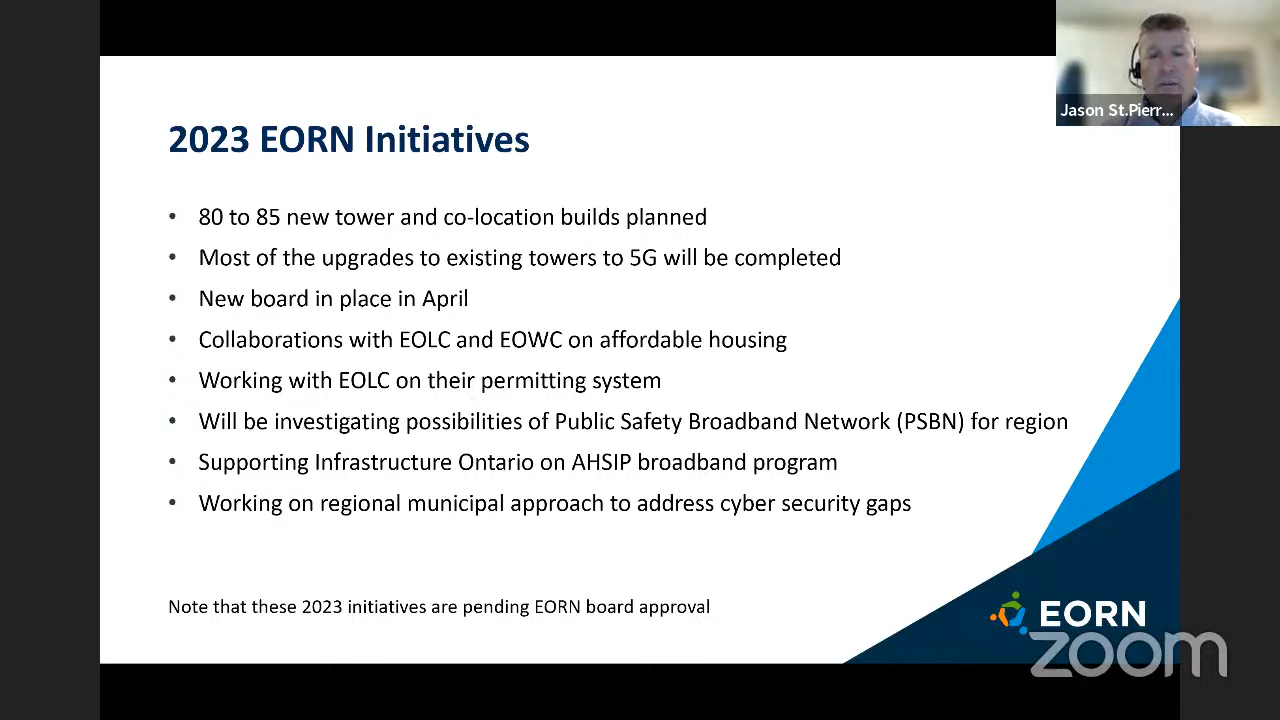 Jason St.Pierr...
2023 EORN Initiatives
• 80 to 85 new tower and co-location builds planned
• Most of the upgrades to existing towers to 5G will be completed
• New board in place in April
• Collaborations with EOLC and EOWC on affordable housing
• Working with EOLC on their permitting system
• Will be investigating possibilities of Public Safety Broadband Network (PSBN) for region
• Supporting Infrastructure Ontario on AHSIP broadband program
• Working on regional municipal approach to address cyber security gaps
Note that these 2023 initiatives are pending EORN board approval
EORN
zoom